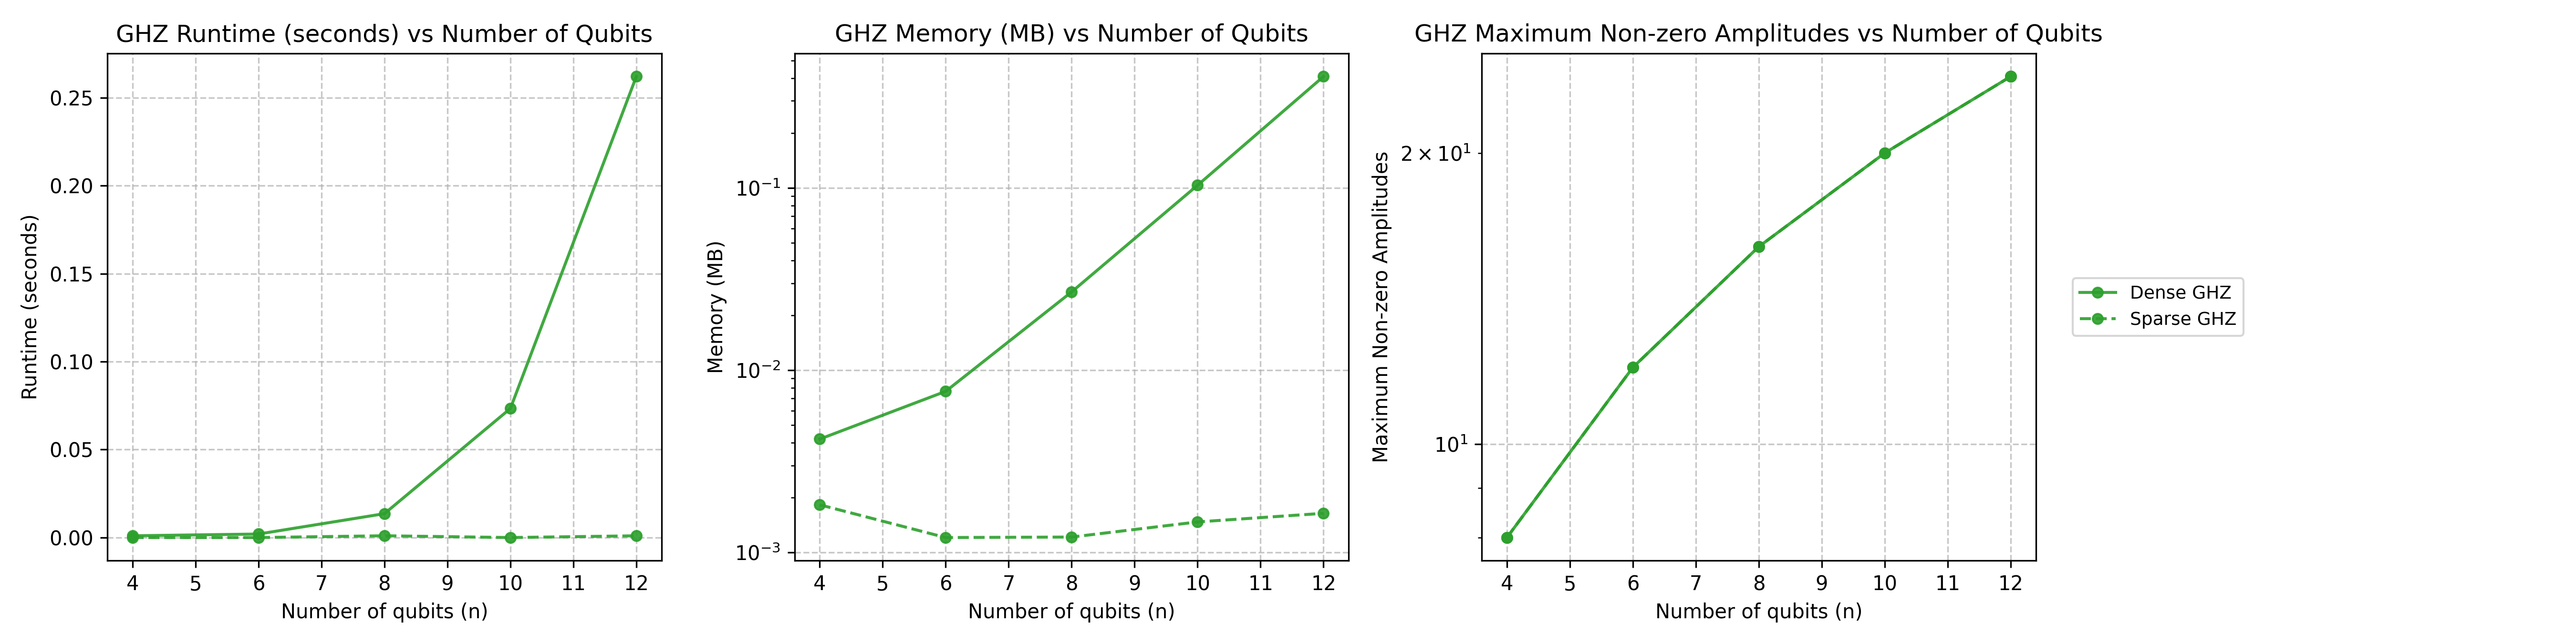 GHZ Runtime (seconds) vs Number of Qubits
Runtime (seconds)
0.25
0.20
0.15
0.10
0.05
0.00
4 5 6 7 8 9 10 11 12
Number of qubits (n)
GHZ Memory (MB) vs Number of Qubits
Memory (MB)
10⁻¹
10⁻²
10⁻³
4 5 6 7 8 9 10 11 12
Number of qubits (n)
GHZ Maximum Non-zero Amplitudes vs Number of Qubits
Maximum Non-zero Amplitudes
2 × 10¹
10¹
4 5 6 7 8 9 10 11 12
Number of qubits (n)
Dense GHZ
Sparse GHZ